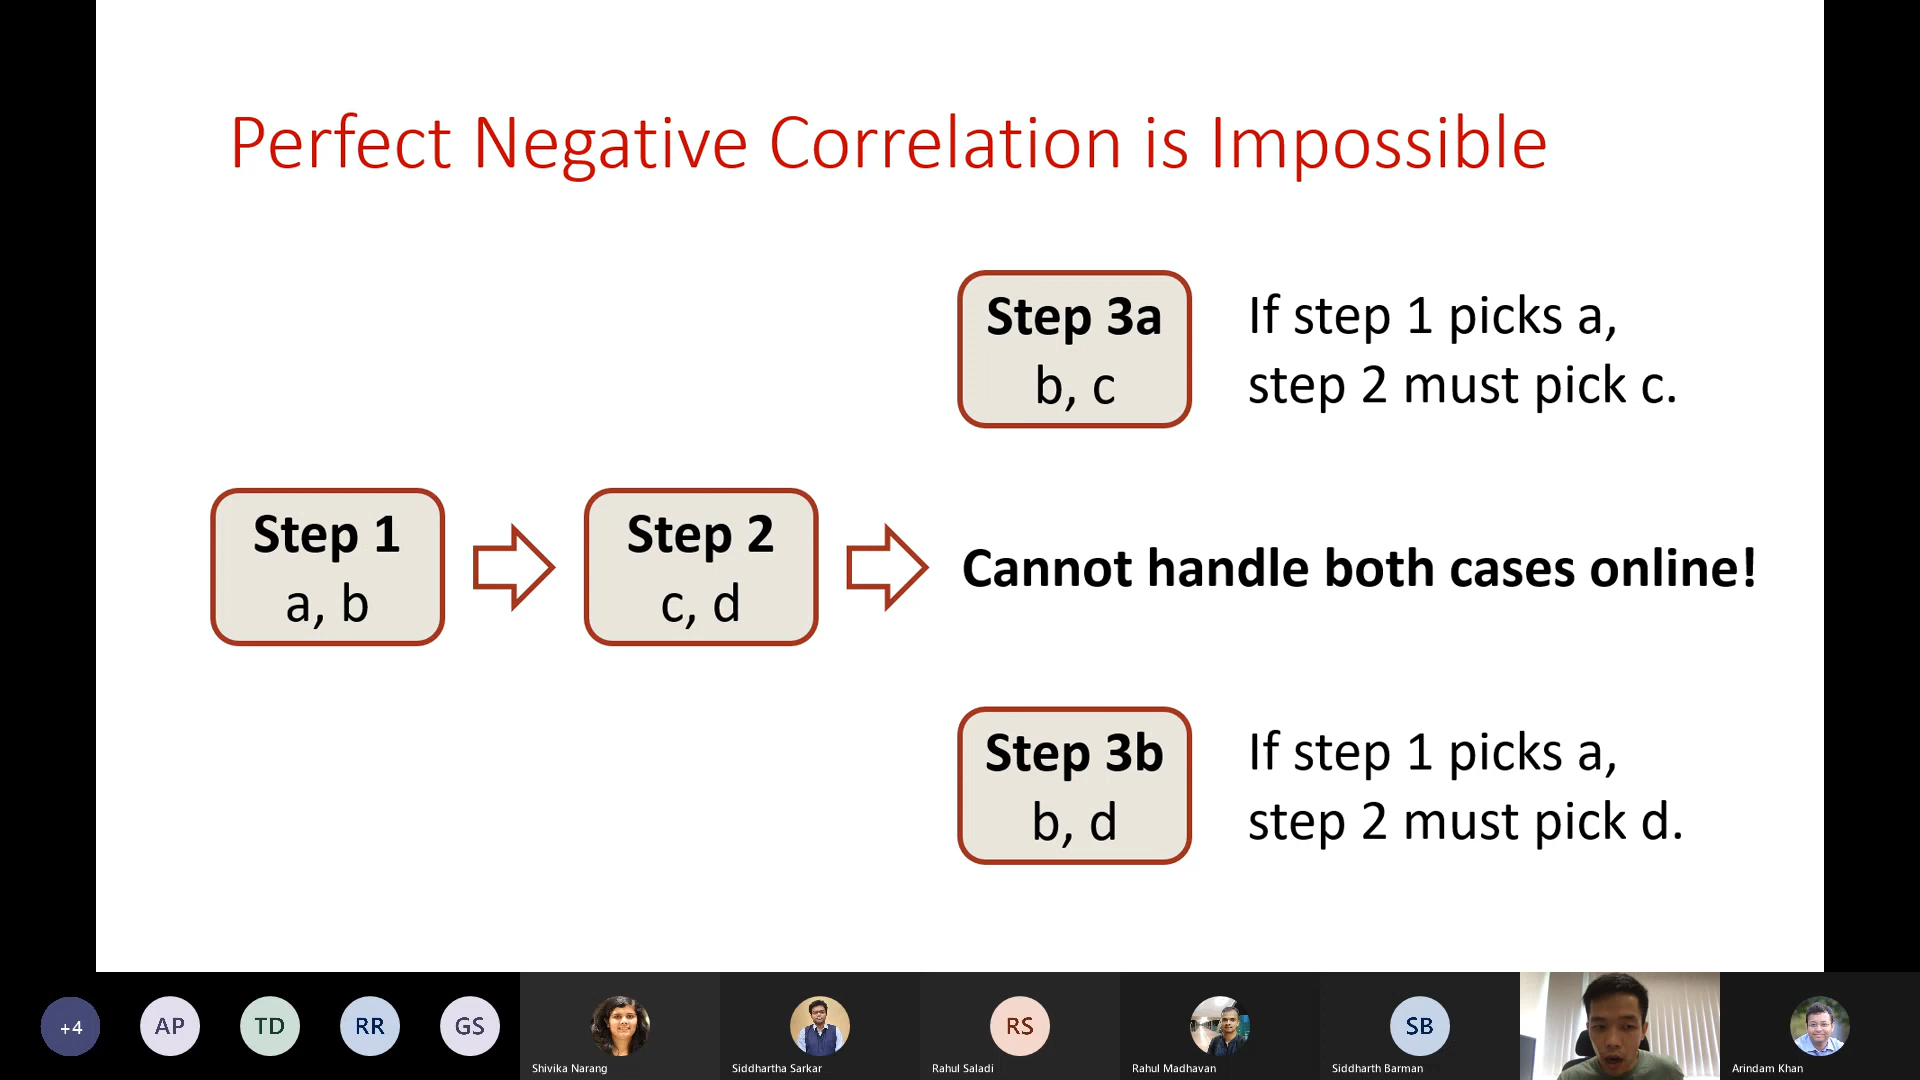 Perfect Negative Correlation is Impossible
Step 3a
b, c
If step 1 picks a,
step 2 must pick c.
Step 1
a, b
Step 2
c, d
Cannot handle both cases online!
Step 3b
b, d
If step 1 picks a,
step 2 must pick d.
+4
AP
TD
RR
GS
Shivika Narang
Siddhartha Sarkar
RS
Rahul Saladi
Rahul Madhavan
SB
Siddharth Barman
Arindam Khan